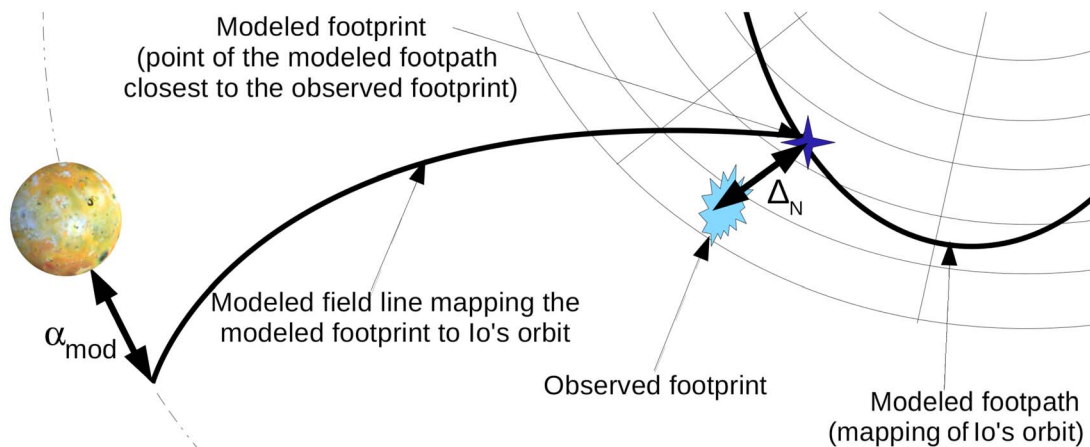 Modeled footprint
(point of the modeled footpath
closest to the observed footprint)
Δ_N
Modeled field line mapping the
modeled footprint to Io's orbit
α_mod
Observed footprint
Modeled footpath
(mapping of Io's orbit)